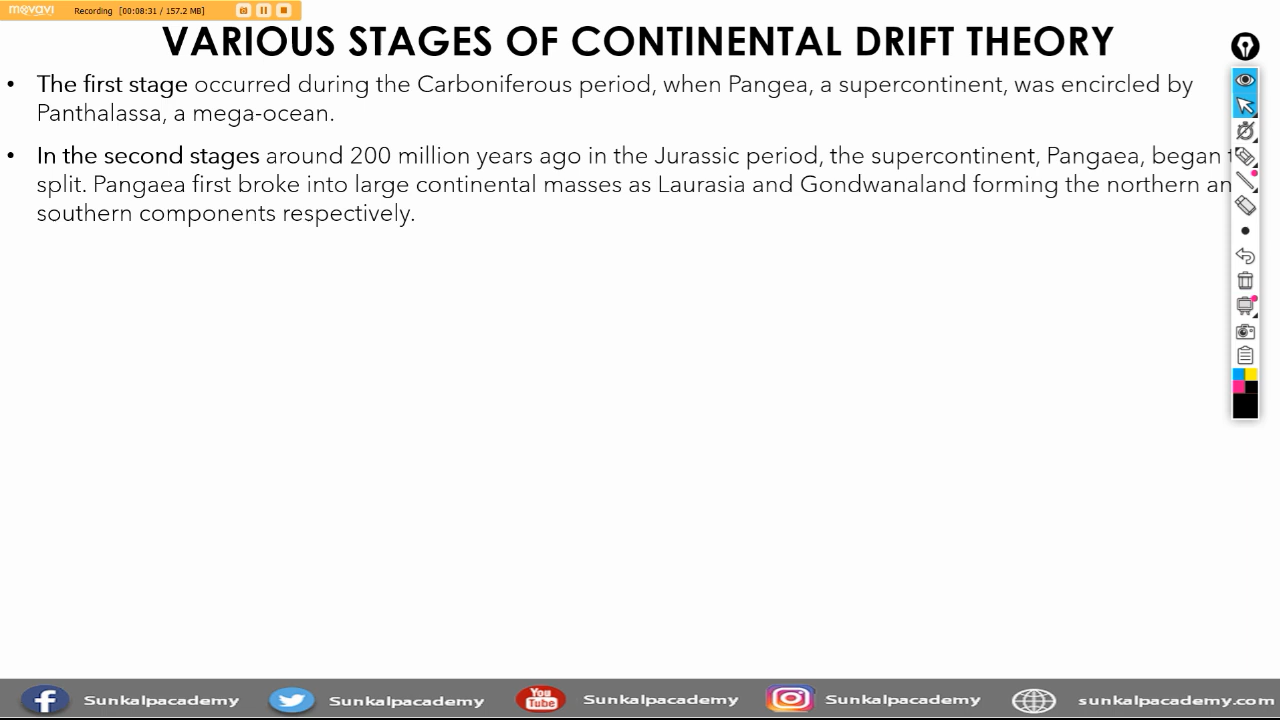 movavi Recording [00:08:31 / 157.2 MB]
VARIOUS STAGES OF CONTINENTAL DRIFT THEORY
• The first stage occurred during the Carboniferous period, when Pangea, a supercontinent, was encircled by
Panthalassa, a mega-ocean.
• In the second stages around 200 million years ago in the Jurassic period, the supercontinent, Pangaea, began
split. Pangaea first broke into large continental masses as Laurasia and Gondwanaland forming the northern
southern components respectively.
Sunkalpacademy Sunkalpacademy You Tube Sunkalpacademy Sunkalpacademy sunkalpacademy.com